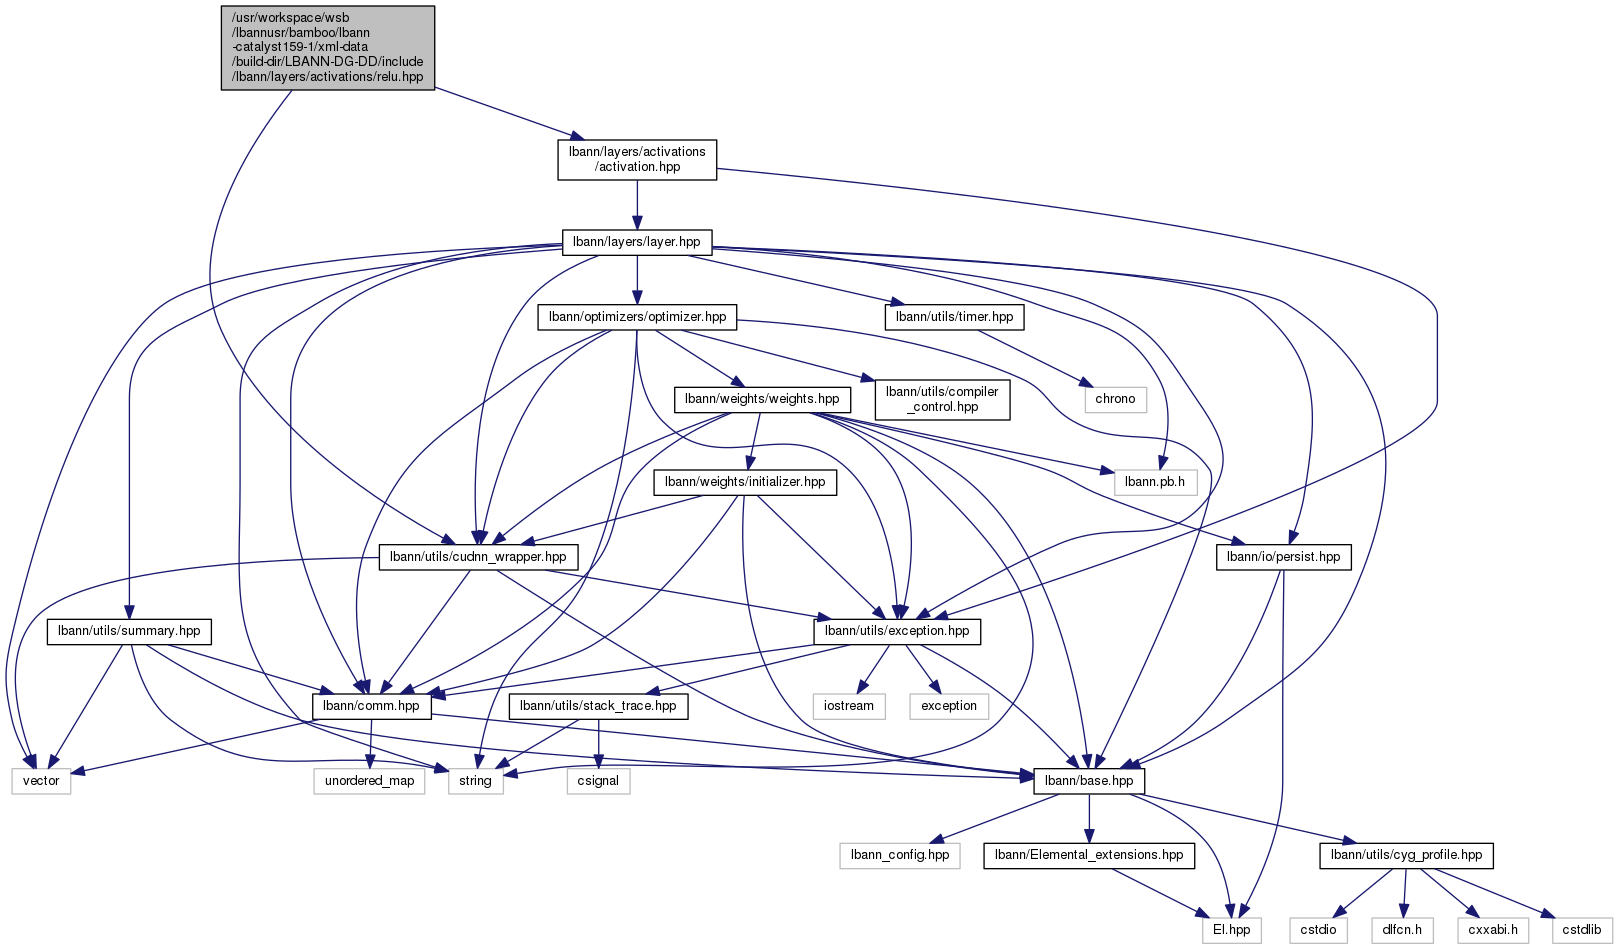 /usr/workspace/wsb
/lbannusr/bamboo/lbann
-catalyst159-1/xml-data
/build-dir/LBANN-DG-DD/include
/lbann/layers/activations/relu.hpp
lbann/layers/activations
/activation.hpp
lbann/layers/layer.hpp
lbann/optimizers/optimizer.hpp
lbann/utils/timer.hpp
lbann/weights/weights.hpp
lbann/utils/compiler
_control.hpp
chrono
lbann/weights/initializer.hpp
lbann.pb.h
lbann/utils/cudnn_wrapper.hpp
lbann/io/persist.hpp
lbann/utils/summary.hpp
lbann/utils/exception.hpp
lbann/comm.hpp
lbann/utils/stack_trace.hpp
iostream
exception
vector
unordered_map
string
csignal
lbann/base.hpp
lbann_config.hpp
lbann/Elemental_extensions.hpp
lbann/utils/cyg_profile.hpp
El.hpp
cstdio
dlfcn.h
cxxabi.h
cstdlib